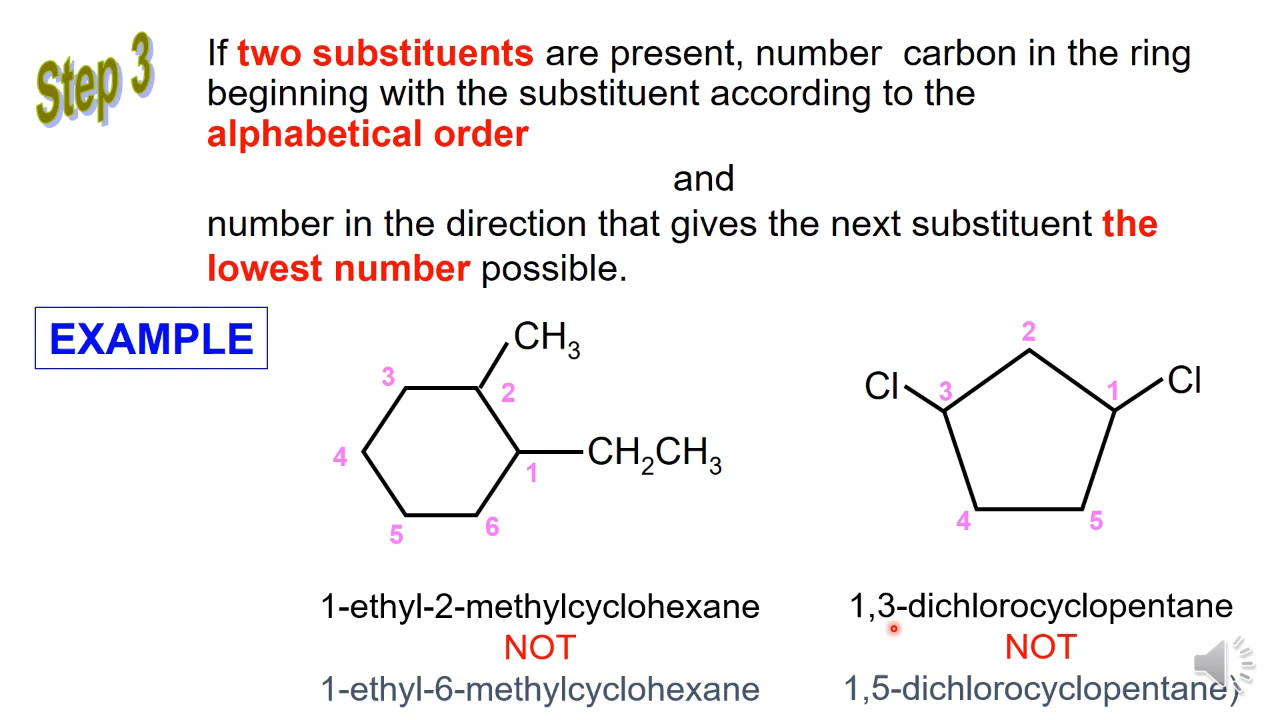 Step 3
If two substituents are present, number carbon in the ring
beginning with the substituent according to the
alphabetical order
and
number in the direction that gives the next substituent the
lowest number possible.
EXAMPLE
CH₃
3
2
4
CH₂CH₃
1
5
6
2
Cl
3
1
Cl
4
5
1-ethyl-2-methylcyclohexane
NOT
1-ethyl-6-methylcyclohexane
1,3-dichlorocyclopentane
NOT
1,5-dichlorocyclopentane)